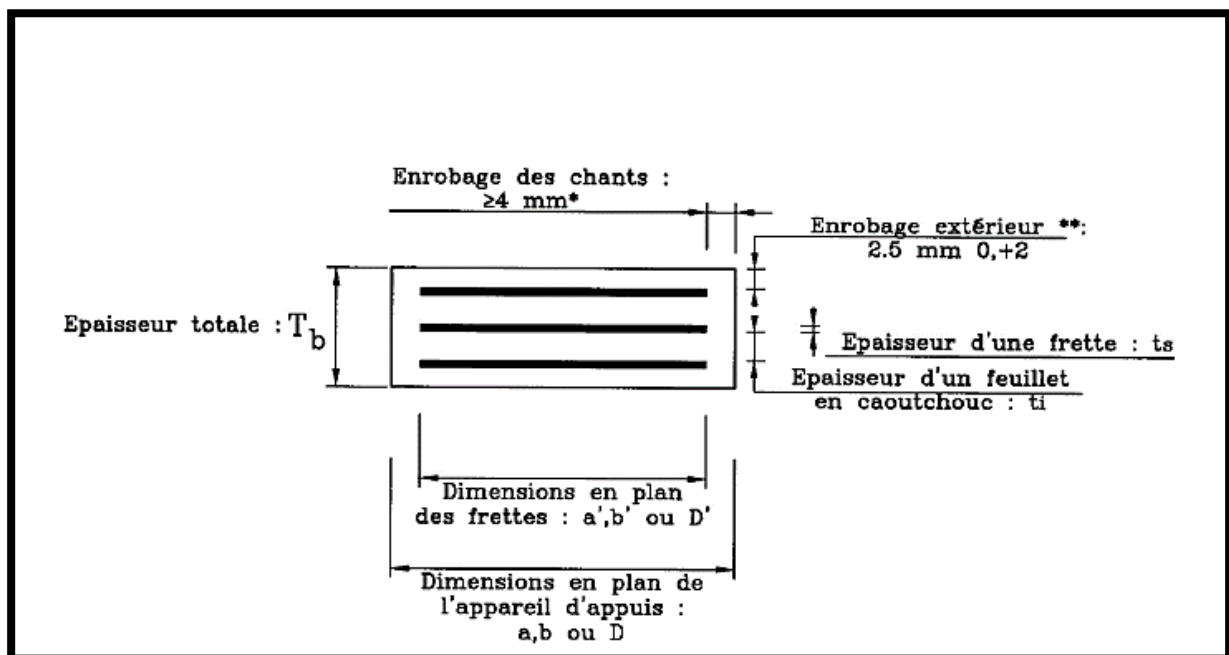 Enrobage des chants :
≥4 mm*
Enrobage extérieur **:
2.5 mm 0,+2
Epaisseur totale : Tb
Epaisseur d'une frette : ts
Epaisseur d'un feuillet
en caoutchouc : ti
Dimensions en plan
des frettes : a',b' ou D'
Dimensions en plan de
l'appareil d'appuis :
a,b ou D